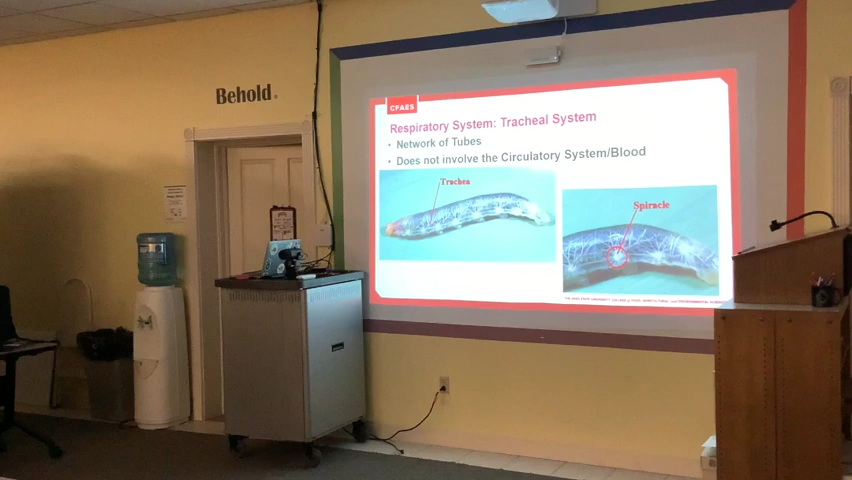 Behold.
CFAES
Respiratory System: Tracheal System
• Network of Tubes
• Does not involve the Circulatory System/Blood
Trachea
Spiracle